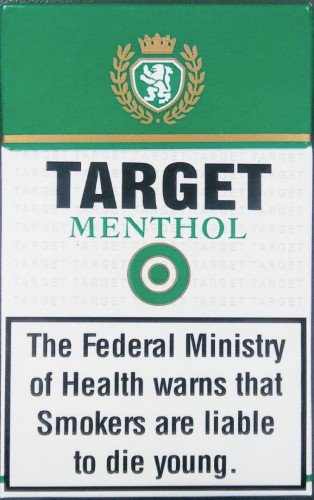 TARGET
MENTHOL
The Federal Ministry
of Health warns that
Smokers are liable
to die young.